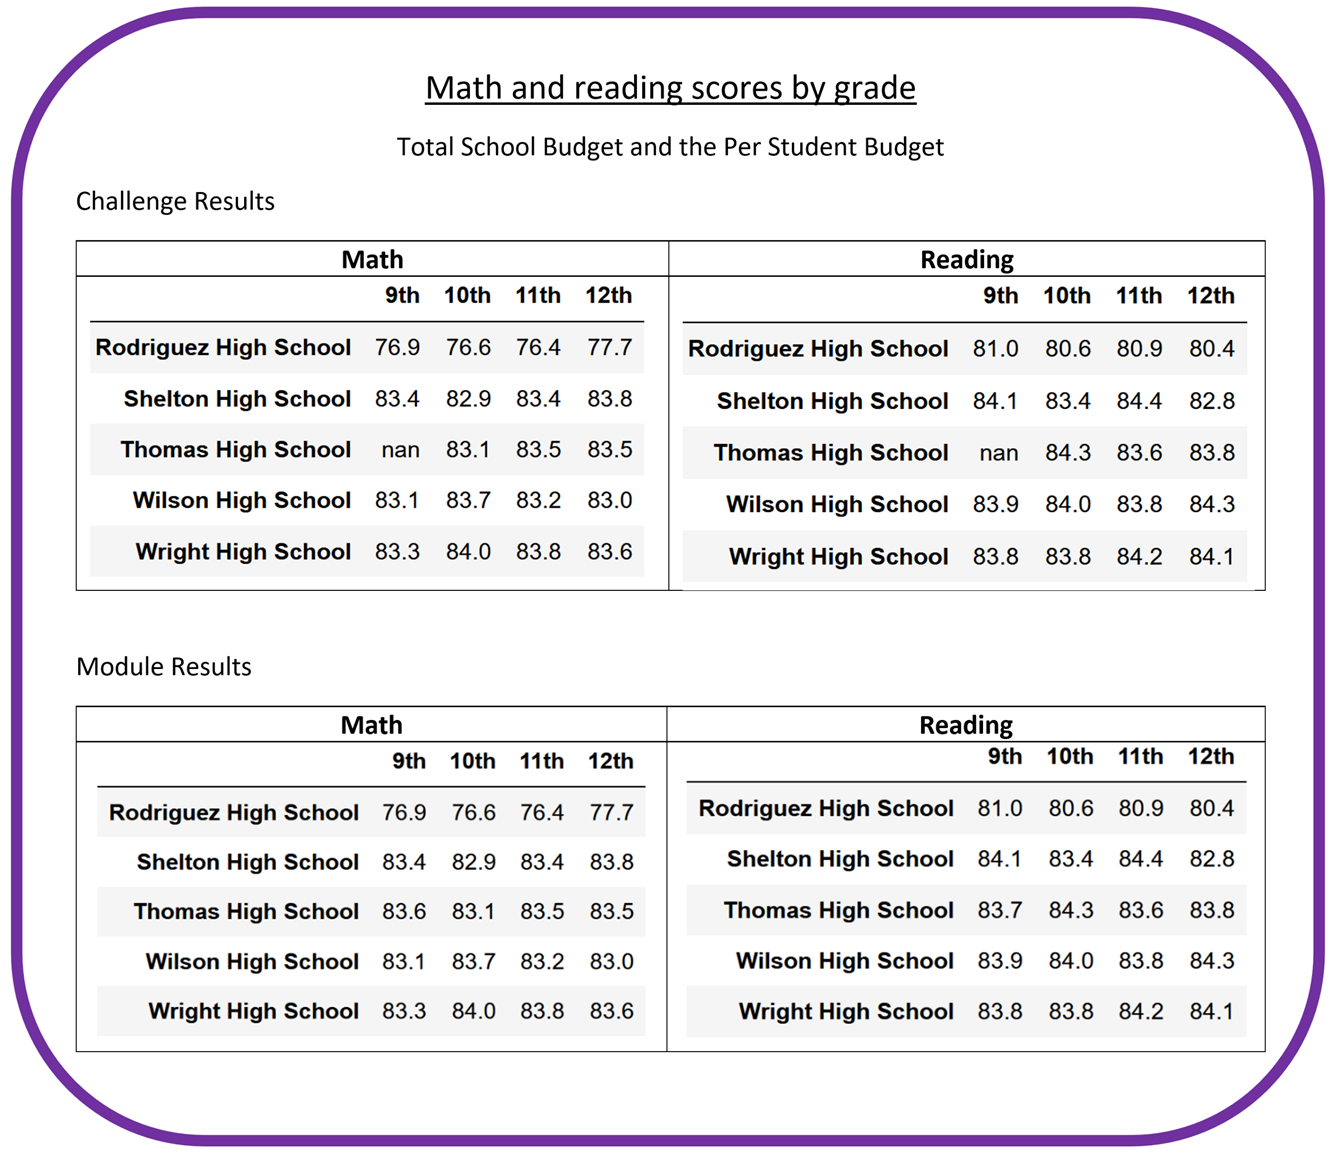 Math and reading scores by grade
Total School Budget and the Per Student Budget
Challenge Results
Math
9th 10th 11th 12th
Rodriguez High School 76.9 76.6 76.4 77.7
Shelton High School 83.4 82.9 83.4 83.8
Thomas High School nan 83.1 83.5 83.5
Wilson High School 83.1 83.7 83.2 83.0
Wright High School 83.3 84.0 83.8 83.6
Reading
9th 10th 11th 12th
Rodriguez High School 81.0 80.6 80.9 80.4
Shelton High School 84.1 83.4 84.4 82.8
Thomas High School nan 84.3 83.6 83.8
Wilson High School 83.9 84.0 83.8 84.3
Wright High School 83.8 83.8 84.2 84.1
Module Results
Math
9th 10th 11th 12th
Rodriguez High School 76.9 76.6 76.4 77.7
Shelton High School 83.4 82.9 83.4 83.8
Thomas High School 83.6 83.1 83.5 83.5
Wilson High School 83.1 83.7 83.2 83.0
Wright High School 83.3 84.0 83.8 83.6
Reading
9th 10th 11th 12th
Rodriguez High School 81.0 80.6 80.9 80.4
Shelton High School 84.1 83.4 84.4 82.8
Thomas High School 83.7 84.3 83.6 83.8
Wilson High School 83.9 84.0 83.8 84.3
Wright High School 83.8 83.8 84.2 84.1